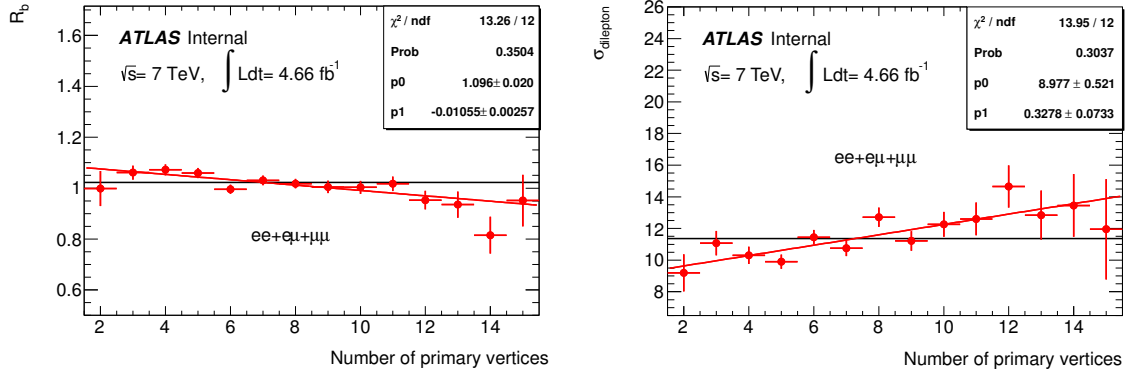 R_b
1.6
1.4
1.2
1
0.8
0.6
ATLAS Internal
√s= 7 TeV, ∫ Ldt= 4.66 fb⁻¹
χ² / ndf 13.26 / 12
Prob 0.3504
p0 1.096± 0.020
p1 -0.01055± 0.00257
ee+eμ+μμ
2 4 6 8 10 12 14
Number of primary vertices
σ_dilepton
26
24
22
20
18
16
14
12
10
8
ATLAS Internal
√s= 7 TeV, ∫ Ldt= 4.66 fb⁻¹
χ² / ndf 13.95 / 12
Prob 0.3037
p0 8.977 ± 0.521
p1 0.3278 ± 0.0733
ee+eμ+μμ
2 4 6 8 10 12 14
Number of primary vertices